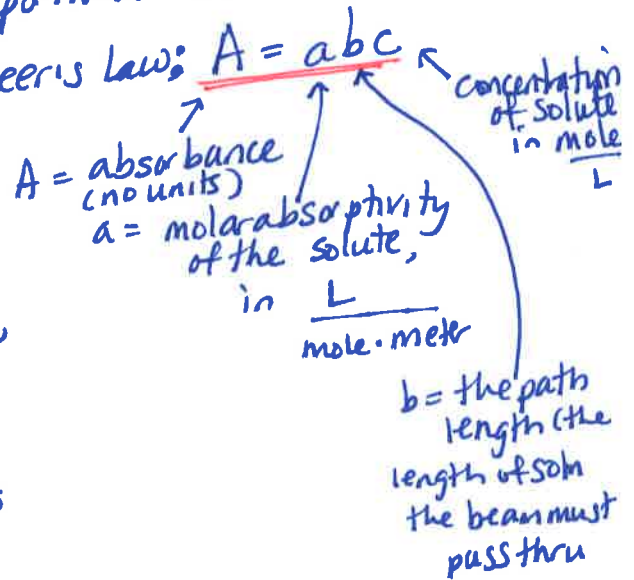 eer's Law: A = abc
concentration
of solute
in mole
L
A = absorbance
(no units)
a = molarabsorptivity
of the solute,
in L
mole · meter
b = the path
length (the
length of soln
the beam must
pass thru